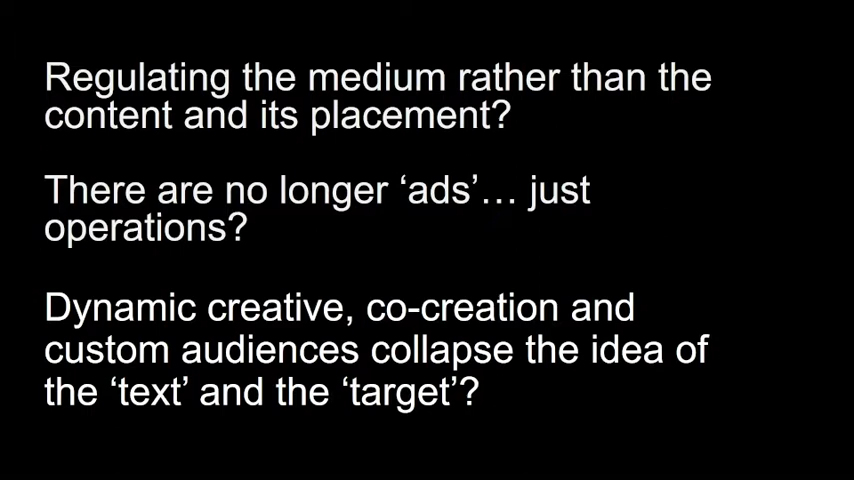 Regulating the medium rather than the
content and its placement?
There are no longer ‘ads’… just
operations?
Dynamic creative, co-creation and
custom audiences collapse the idea of
the ‘text’ and the ‘target’?